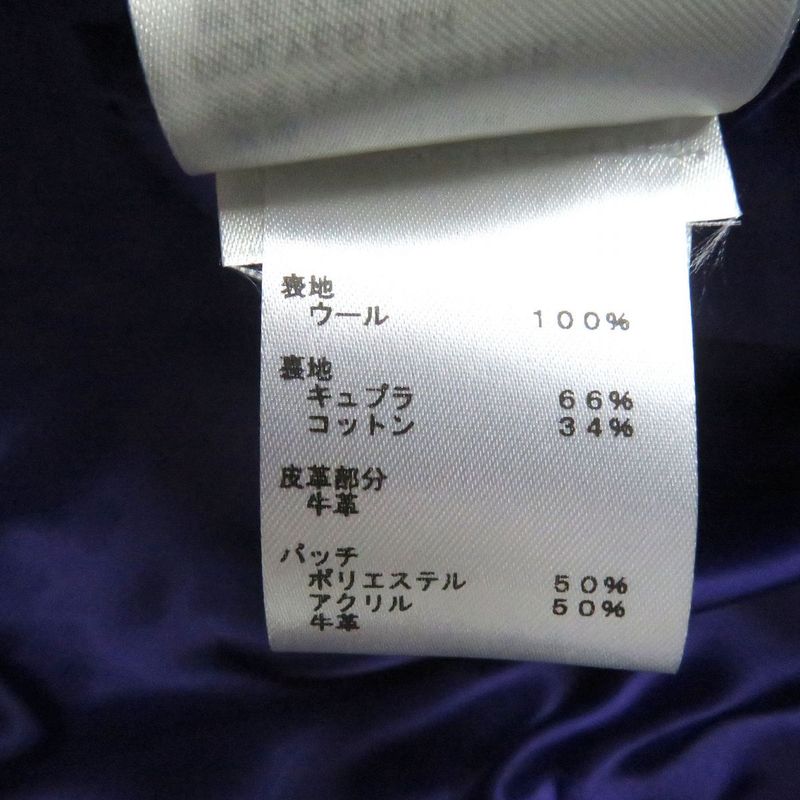 表地
ウール 100%
裏地
キュプラ 66%
コットン 34%
皮革部分
牛革
パッチ
ポリエステル 50%
アクリル 50%
牛革